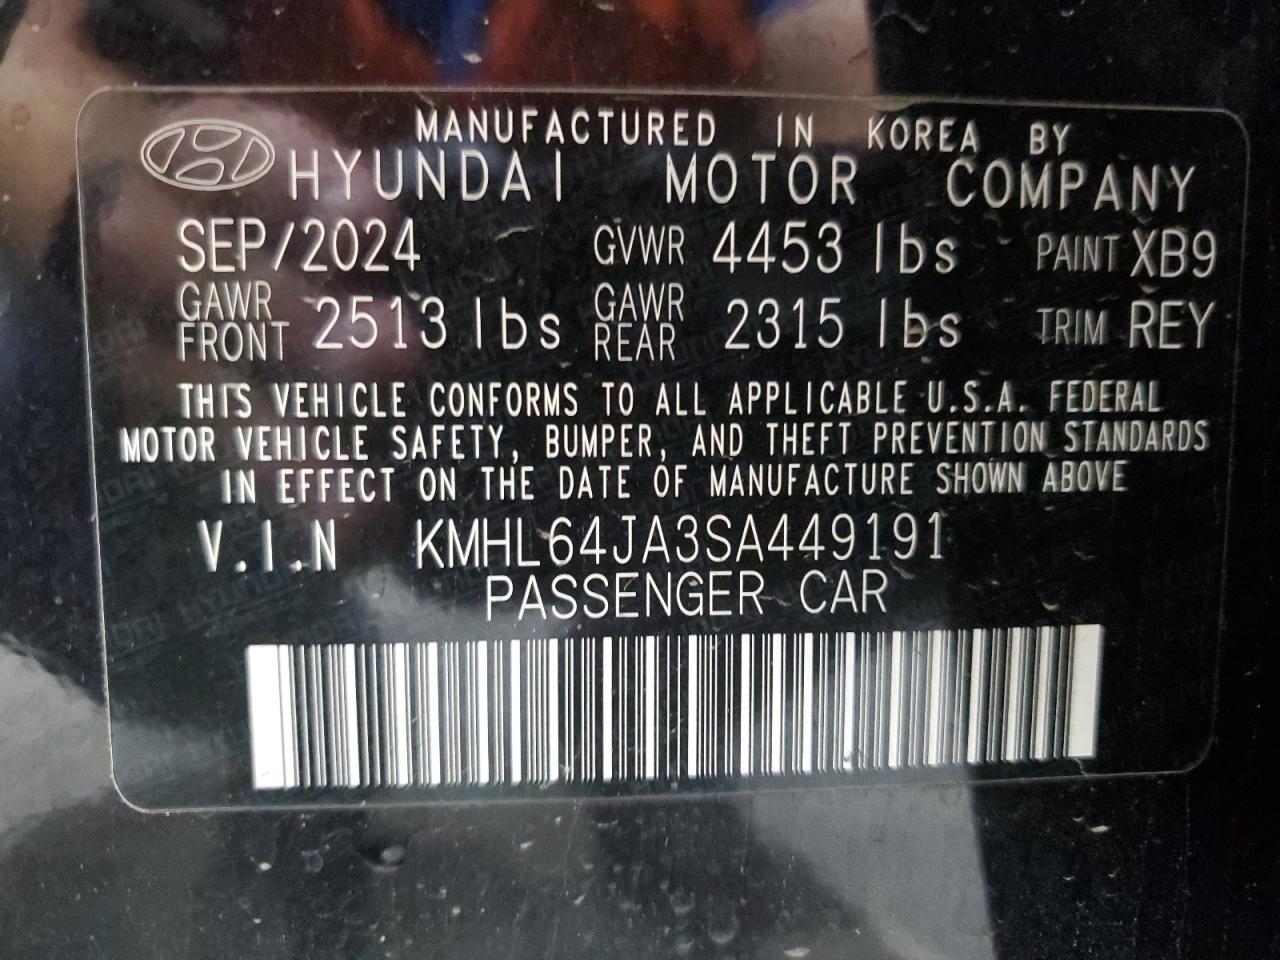 MANUFACTURED IN KOREA BY
HYUNDAI MOTOR COMPANY
SEP/2024 GVWR 4453 lbs PAINT XB9
GAWR FRONT 2513 lbs GAWR REAR 2315 lbs TRIM REY
THIS VEHICLE CONFORMS TO ALL APPLICABLE U.S.A. FEDERAL
MOTOR VEHICLE SAFETY, BUMPER, AND THEFT PREVENTION STANDARDS
IN EFFECT ON THE DATE OF MANUFACTURE SHOWN ABOVE
V.I.N KMHL64JA3SA449191
PASSENGER CAR